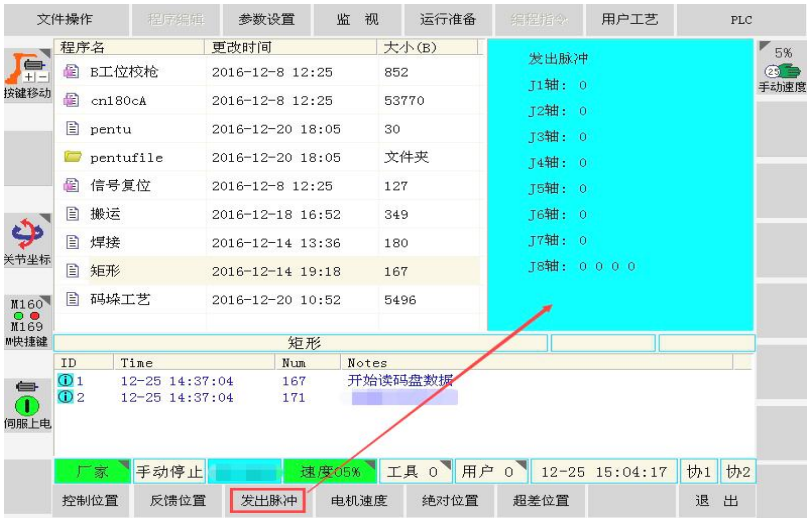 文件操作 程序编辑 参数设置 监 视 运行准备 编程指令 用户工艺 PLC
程序名 更改时间 大小(B)
B工位校枪 2016-12-8 12:25 852
cn180cA 2016-12-8 12:25 53770
pentu 2016-12-20 18:05 30
pentufile 2016-12-20 18:05 文件夹
信号复位 2016-12-8 12:25 127
搬运 2016-12-18 16:52 349
焊接 2016-12-14 13:36 180
矩形 2016-12-14 19:18 167
码垛工艺 2016-12-20 10:52 5496
发出脉冲
J1轴: 0
J2轴: 0
J3轴: 0
J4轴: 0
J5轴: 0
J6轴: 0
J7轴: 0
J8轴: 0 0 0 0
按键移动
关节坐标
M160
M169
M快捷键
伺服上电
5%
25
手动速度
矩形
ID Time Num Notes
1 12-25 14:37:04 167 开始读码盘数据
2 12-25 14:37:04 171
厂家 手动停止 速度05% 工具 0 用户 0 12-25 15:04:17 协1 协2
控制位置 反馈位置 发出脉冲 电机速度 绝对位置 超差位置 退 出